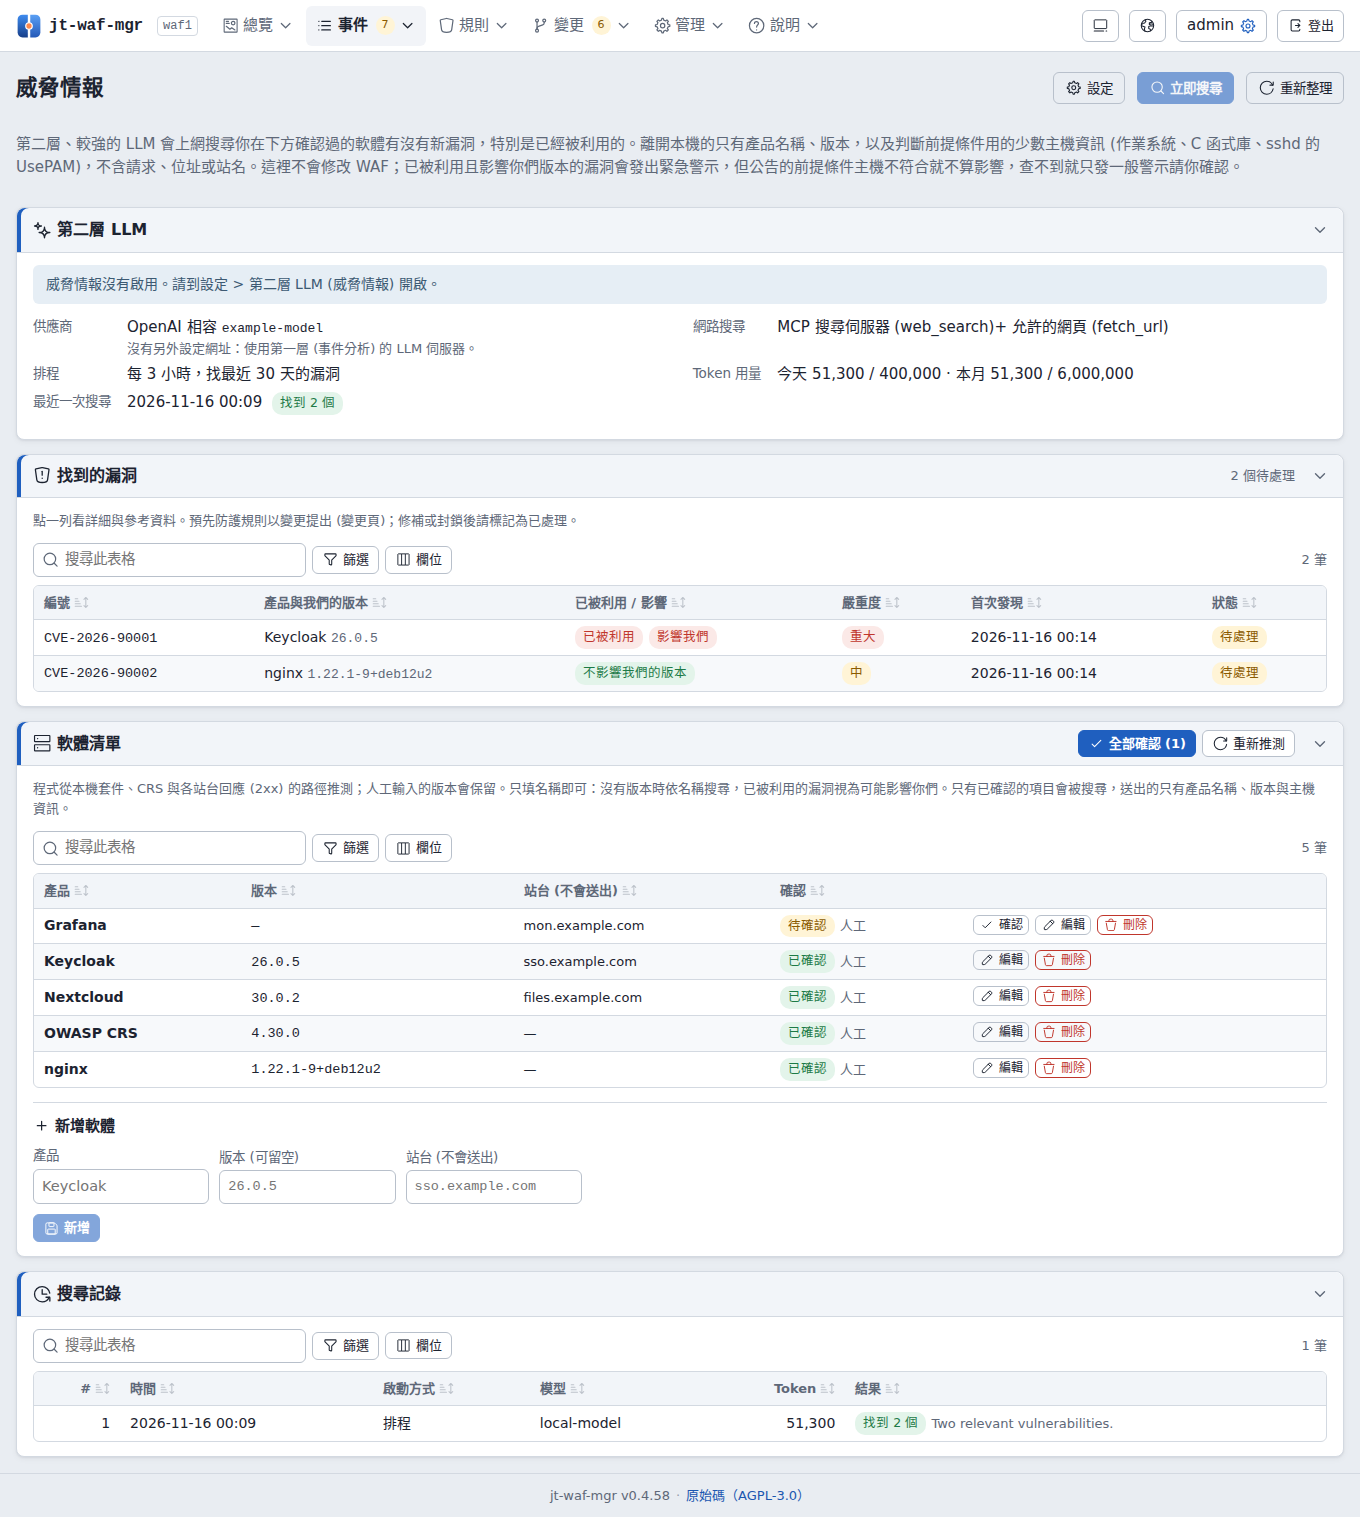 jt-waf-mgr waf1 總覽 事件 7 規則 變更 6 管理 說明 admin 登出
威脅情報 設定 立即搜尋 重新整理
第二層、較強的 LLM 會上網搜尋你在下方確認過的軟體有沒有新漏洞，特別是已經被利用的。離開本機的只有產品名稱、版本，以及判斷前提條件用的少數主機資訊 (作業系統、C 函式庫、sshd 的
UsePAM)，不含請求、位址或站名。這裡不會修改 WAF；已被利用且影響你們版本的漏洞會發出緊急警示，但公告的前提條件主機不符合就不算影響，查不到就只發一般警示請你確認。
第二層 LLM
威脅情報沒有啟用。請到設定 > 第二層 LLM (威脅情報) 開啟。
供應商 OpenAI 相容 example-model 網路搜尋 MCP 搜尋伺服器 (web_search)+ 允許的網頁 (fetch_url)
沒有另外設定網址：使用第一層 (事件分析) 的 LLM 伺服器。
排程 每 3 小時，找最近 30 天的漏洞 Token 用量 今天 51,300 / 400,000 · 本月 51,300 / 6,000,000
最近一次搜尋 2026-11-16 00:09 找到 2 個
找到的漏洞 2 個待處理
點一列看詳細與參考資料。預先防護規則以變更提出 (變更頁)；修補或封鎖後請標記為已處理。
搜尋此表格 篩選 欄位 2 筆
編號 產品與我們的版本 已被利用 / 影響 嚴重度 首次發現 狀態
CVE-2026-90001 Keycloak 26.0.5 已被利用 影響我們 重大 2026-11-16 00:14 待處理
CVE-2026-90002 nginx 1.22.1-9+deb12u2 不影響我們的版本 中 2026-11-16 00:14 待處理
軟體清單 全部確認 (1) 重新推測
程式從本機套件、CRS 與各站台回應 (2xx) 的路徑推測；人工輸入的版本會保留。只填名稱即可：沒有版本時依名稱搜尋，已被利用的漏洞視為可能影響你們。只有已確認的項目會被搜尋，送出的只有產品名稱、版本與主機
資訊。
搜尋此表格 篩選 欄位 5 筆
產品 版本 站台 (不會送出) 確認
Grafana – mon.example.com 待確認 人工 確認 編輯 刪除
Keycloak 26.0.5 sso.example.com 已確認 人工 編輯 刪除
Nextcloud 30.0.2 files.example.com 已確認 人工 編輯 刪除
OWASP CRS 4.30.0 — 已確認 人工 編輯 刪除
nginx 1.22.1-9+deb12u2 — 已確認 人工 編輯 刪除
新增軟體
產品 版本 (可留空) 站台 (不會送出)
Keycloak 26.0.5 sso.example.com
新增
搜尋記錄
搜尋此表格 篩選 欄位 1 筆
# 時間 啟動方式 模型 Token 結果
1 2026-11-16 00:09 排程 local-model 51,300 找到 2 個 Two relevant vulnerabilities.
jt-waf-mgr v0.4.58 · 原始碼（AGPL-3.0）